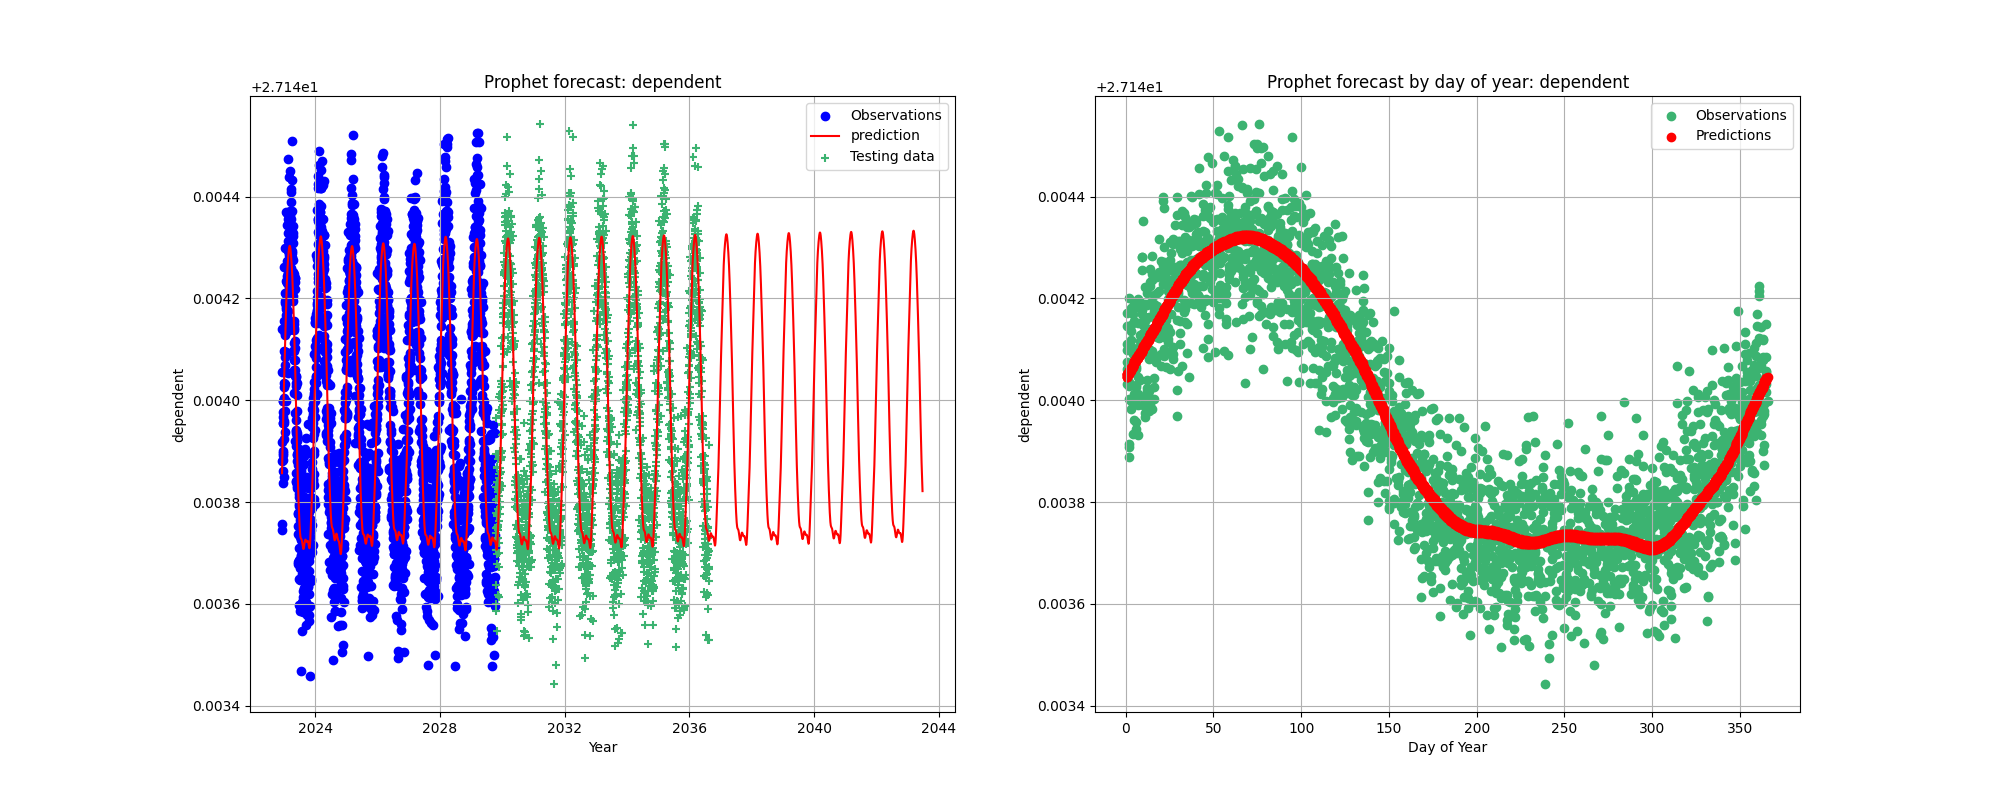 Prophet forecast: dependent
+2.714e1
Observations
prediction
Testing data
0.0044
0.0042
0.0040
0.0038
0.0036
0.0034
dependent
2024
2028
2032
2036
2040
2044
Year
Prophet forecast by day of year: dependent
+2.714e1
Observations
Predictions
0.0044
0.0042
0.0040
0.0038
0.0036
0.0034
dependent
0
50
100
150
200
250
300
350
Day of Year